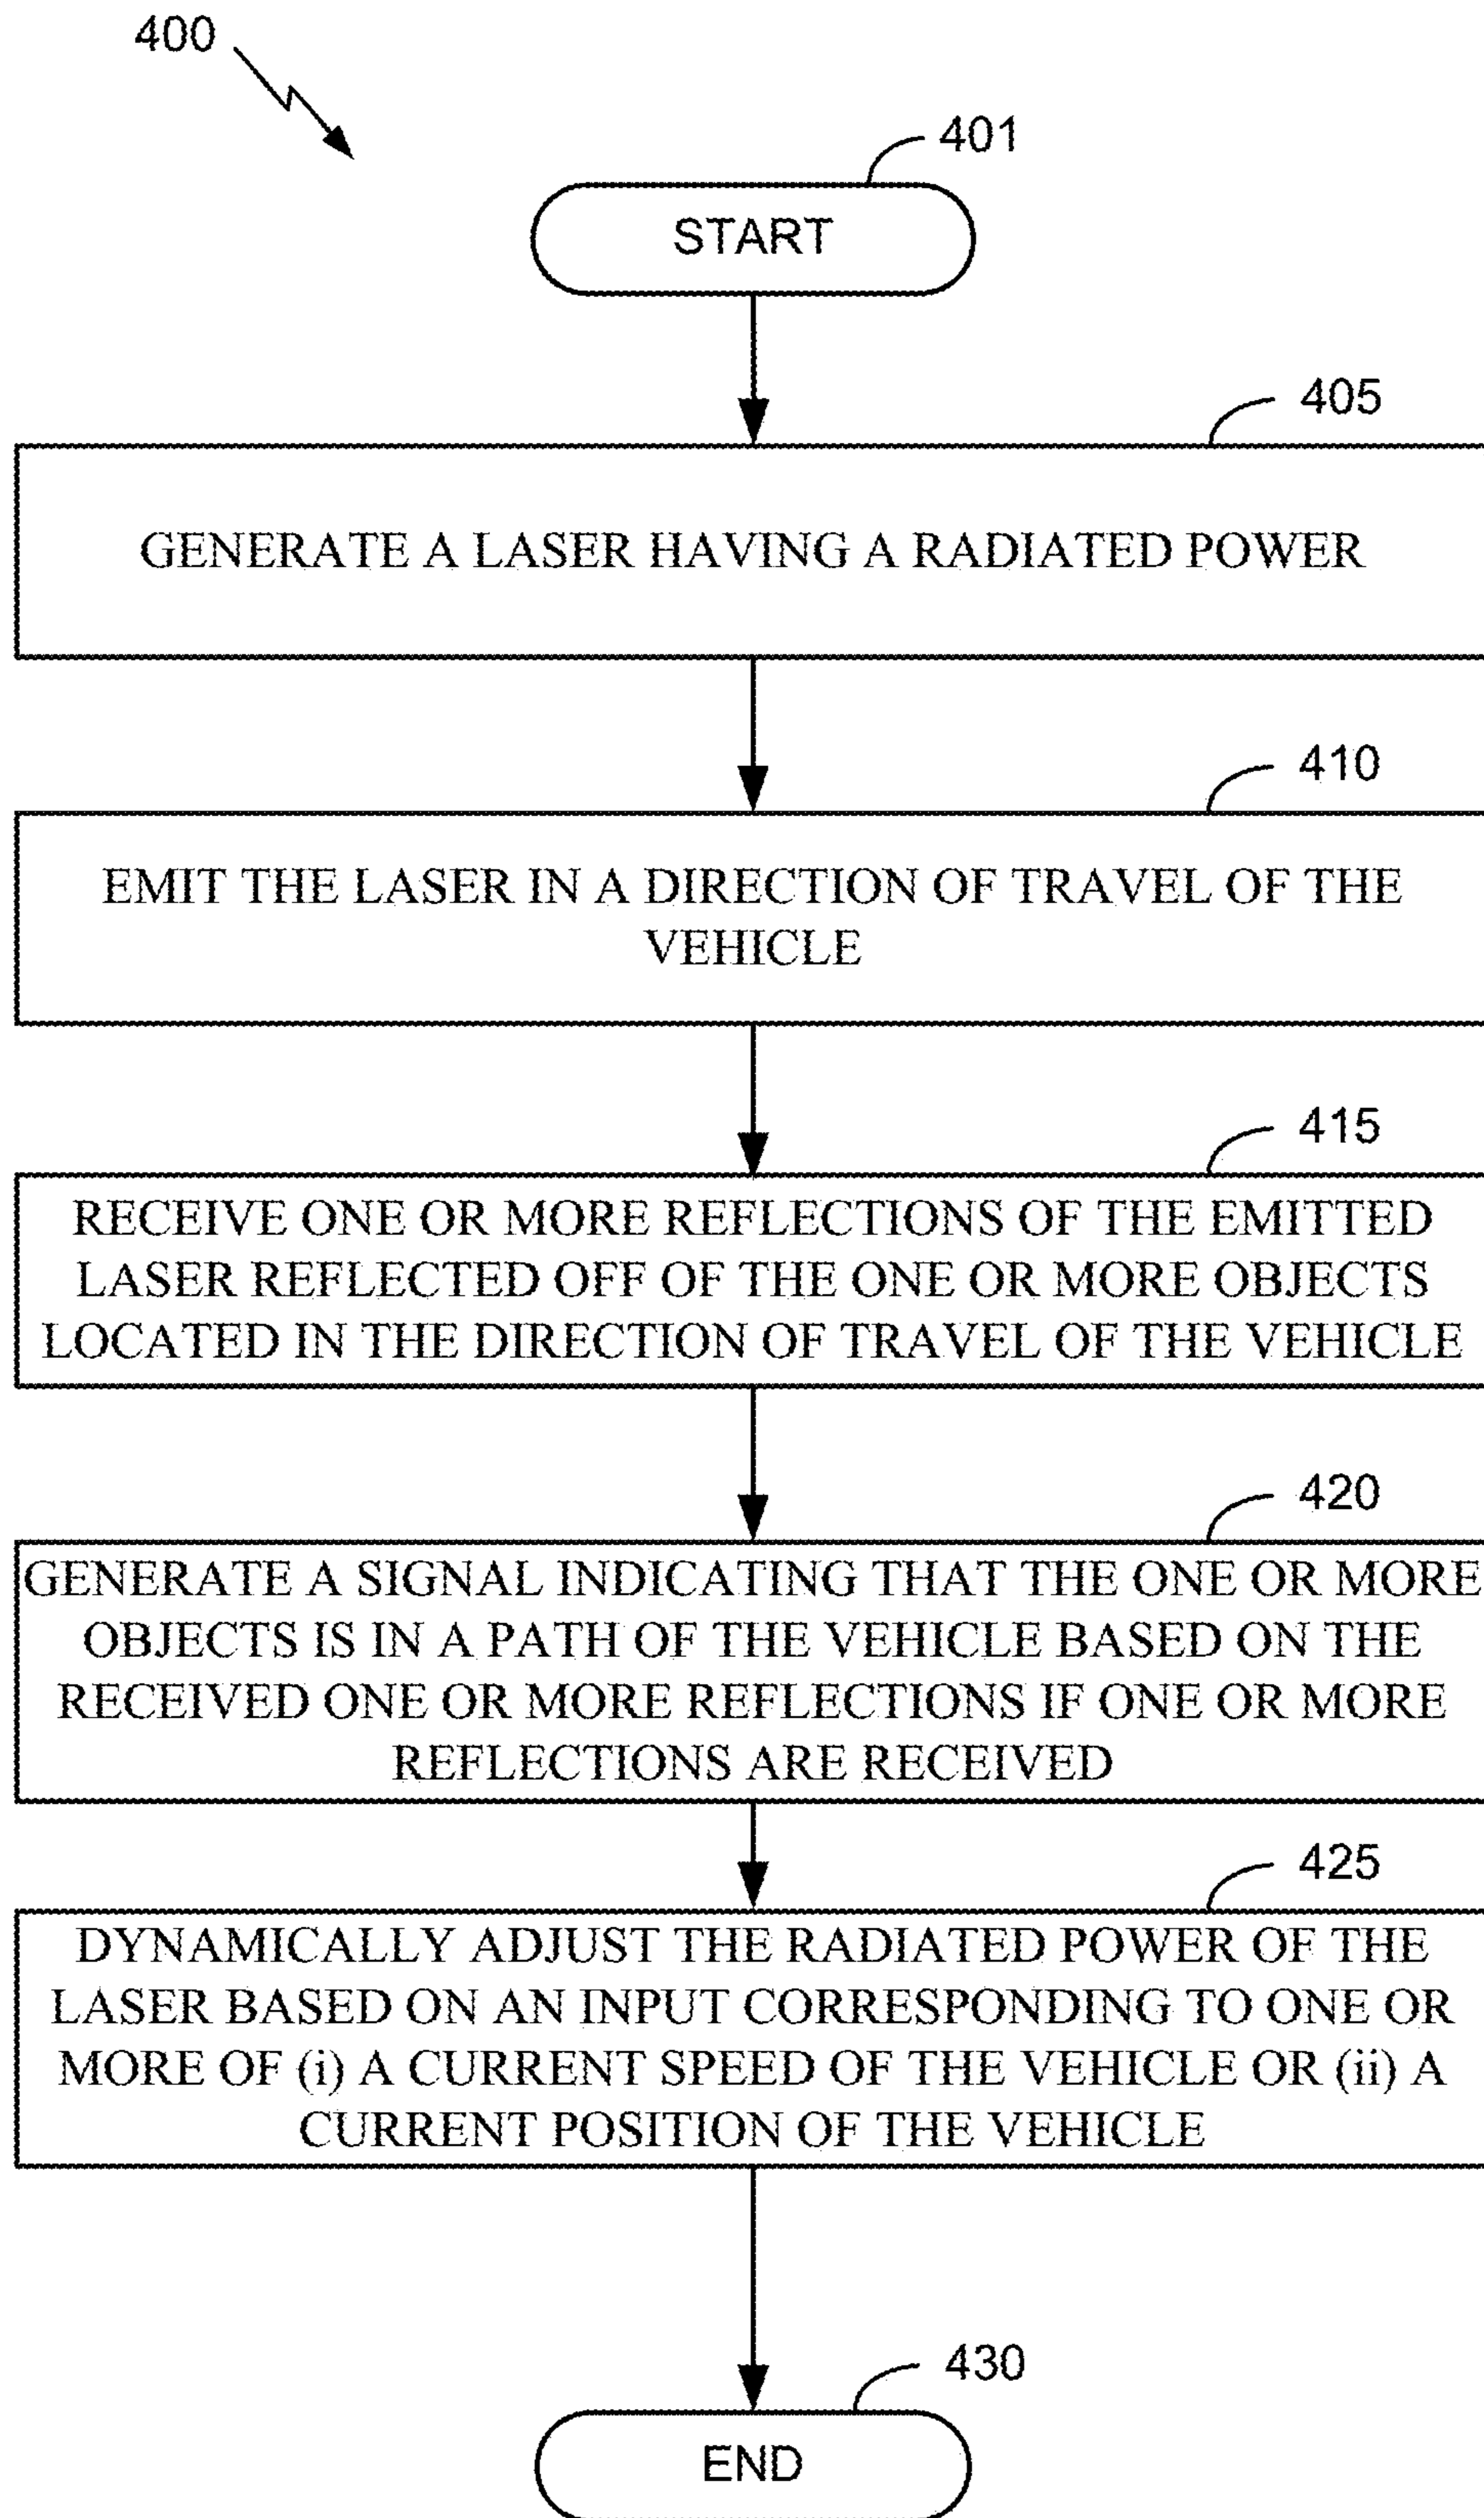 400
401
START
405
GENERATE A LASER HAVING A RADIATED POWER
410
EMIT THE LASER IN A DIRECTION OF TRAVEL OF THE
VEHICLE
415
RECEIVE ONE OR MORE REFLECTIONS OF THE EMITTED
LASER REFLECTED OFF OF THE ONE OR MORE OBJECTS
LOCATED IN THE DIRECTION OF TRAVEL OF THE VEHICLE
420
GENERATE A SIGNAL INDICATING THAT THE ONE OR MORE
OBJECTS IS IN A PATH OF THE VEHICLE BASED ON THE
RECEIVED ONE OR MORE REFLECTIONS IF ONE OR MORE
REFLECTIONS ARE RECEIVED
425
DYNAMICALLY ADJUST THE RADIATED POWER OF THE
LASER BASED ON AN INPUT CORRESPONDING TO ONE OR
MORE OF (i) A CURRENT SPEED OF THE VEHICLE OR (ii) A
CURRENT POSITION OF THE VEHICLE
430
END